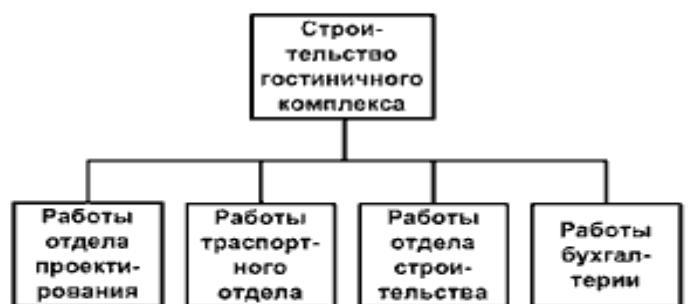 Строи-
тельство
гостиничного
комплекса
Работы
отдела
проекти-
рования
Работы
траспорт-
ного
отдела
Работы
отдела
строи-
тельства
Работы
бухгал-
терии